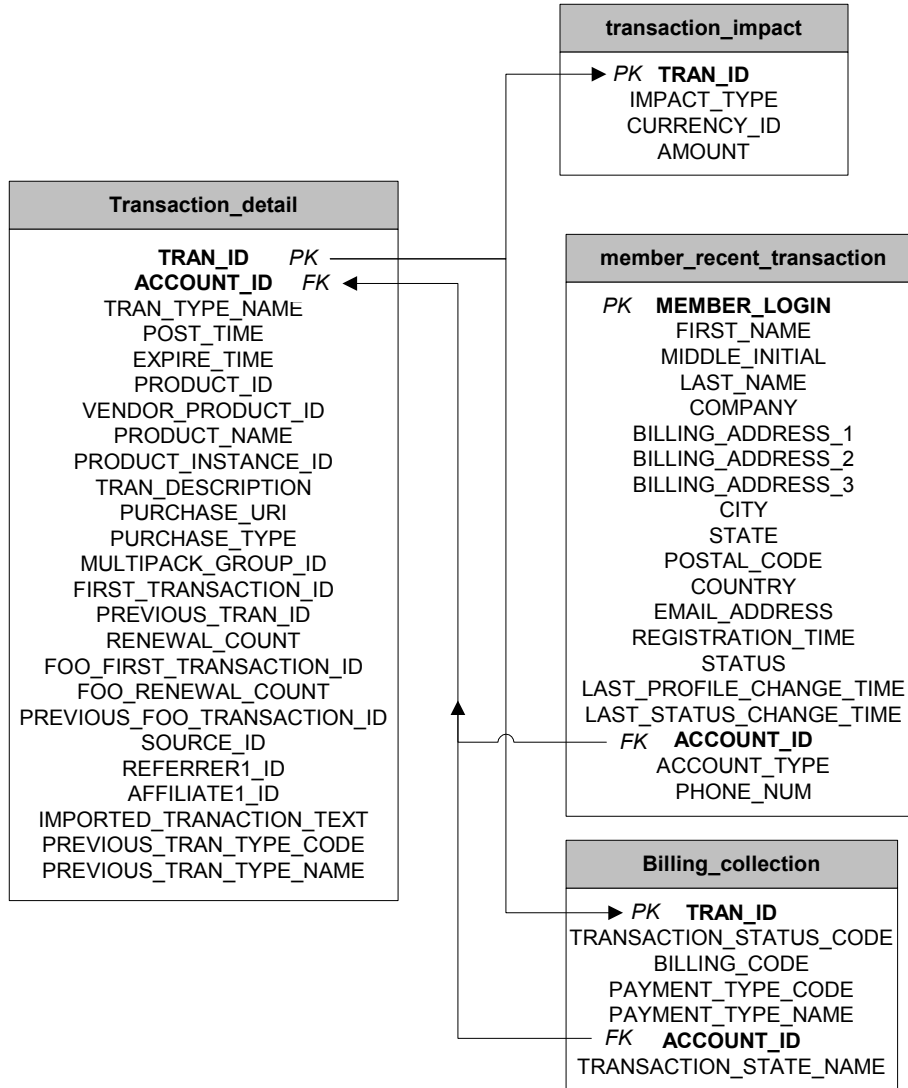 transaction_impact
PK TRAN_ID
IMPACT_TYPE
CURRENCY_ID
AMOUNT
Transaction_detail
TRAN_ID PK
ACCOUNT_ID FK
TRAN_TYPE_NAME
POST_TIME
EXPIRE_TIME
PRODUCT_ID
VENDOR_PRODUCT_ID
PRODUCT_NAME
PRODUCT_INSTANCE_ID
TRAN_DESCRIPTION
PURCHASE_URI
PURCHASE_TYPE
MULTIPACK_GROUP_ID
FIRST_TRANSACTION_ID
PREVIOUS_TRAN_ID
RENEWAL_COUNT
FOO_FIRST_TRANSACTION_ID
FOO_RENEWAL_COUNT
PREVIOUS_FOO_TRANSACTION_ID
SOURCE_ID
REFERRER1_ID
AFFILIATE1_ID
IMPORTED_TRANACTION_TEXT
PREVIOUS_TRAN_TYPE_CODE
PREVIOUS_TRAN_TYPE_NAME
member_recent_transaction
PK MEMBER_LOGIN
FIRST_NAME
MIDDLE_INITIAL
LAST_NAME
COMPANY
BILLING_ADDRESS_1
BILLING_ADDRESS_2
BILLING_ADDRESS_3
CITY
STATE
POSTAL_CODE
COUNTRY
EMAIL_ADDRESS
REGISTRATION_TIME
STATUS
LAST_PROFILE_CHANGE_TIME
LAST_STATUS_CHANGE_TIME
FK ACCOUNT_ID
ACCOUNT_TYPE
PHONE_NUM
Billing_collection
PK TRAN_ID
TRANSACTION_STATUS_CODE
BILLING_CODE
PAYMENT_TYPE_CODE
PAYMENT_TYPE_NAME
FK ACCOUNT_ID
TRANSACTION_STATE_NAME